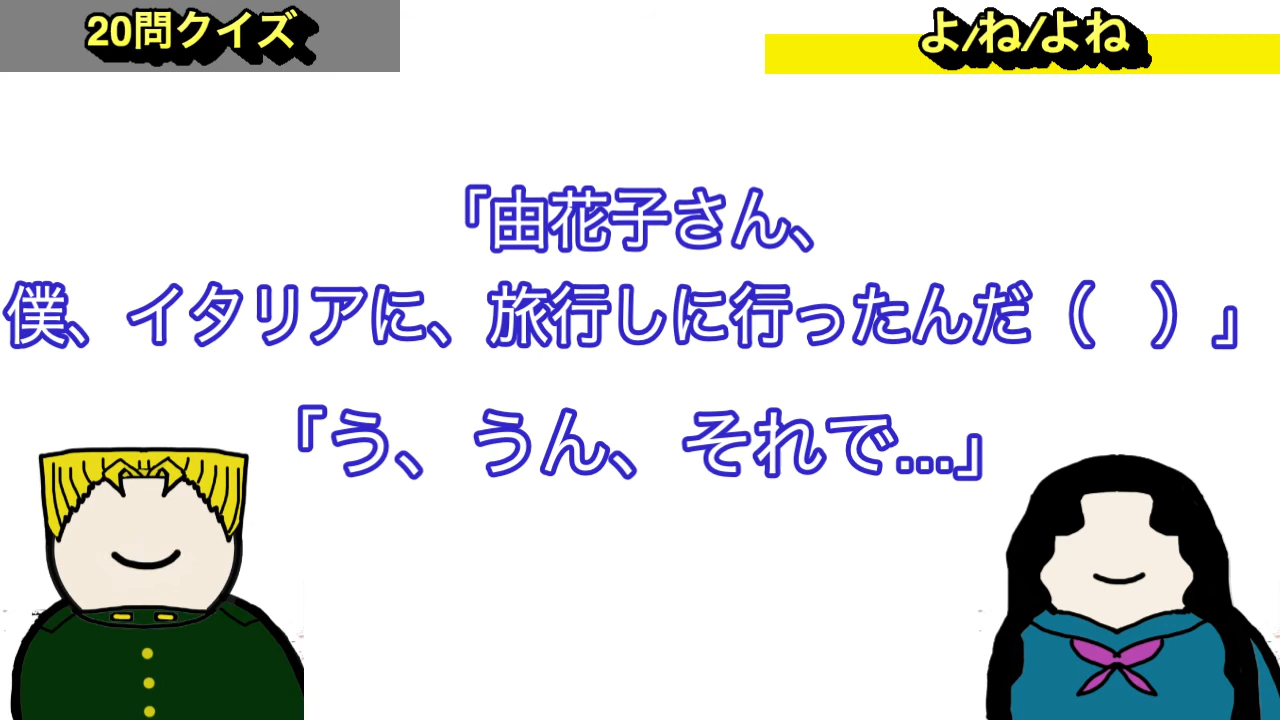 20問クイズ
よ/ね/よね
「由花子さん、
僕、イタリアに、旅行しに行ったんだ（　）」
「う、うん、それで...」